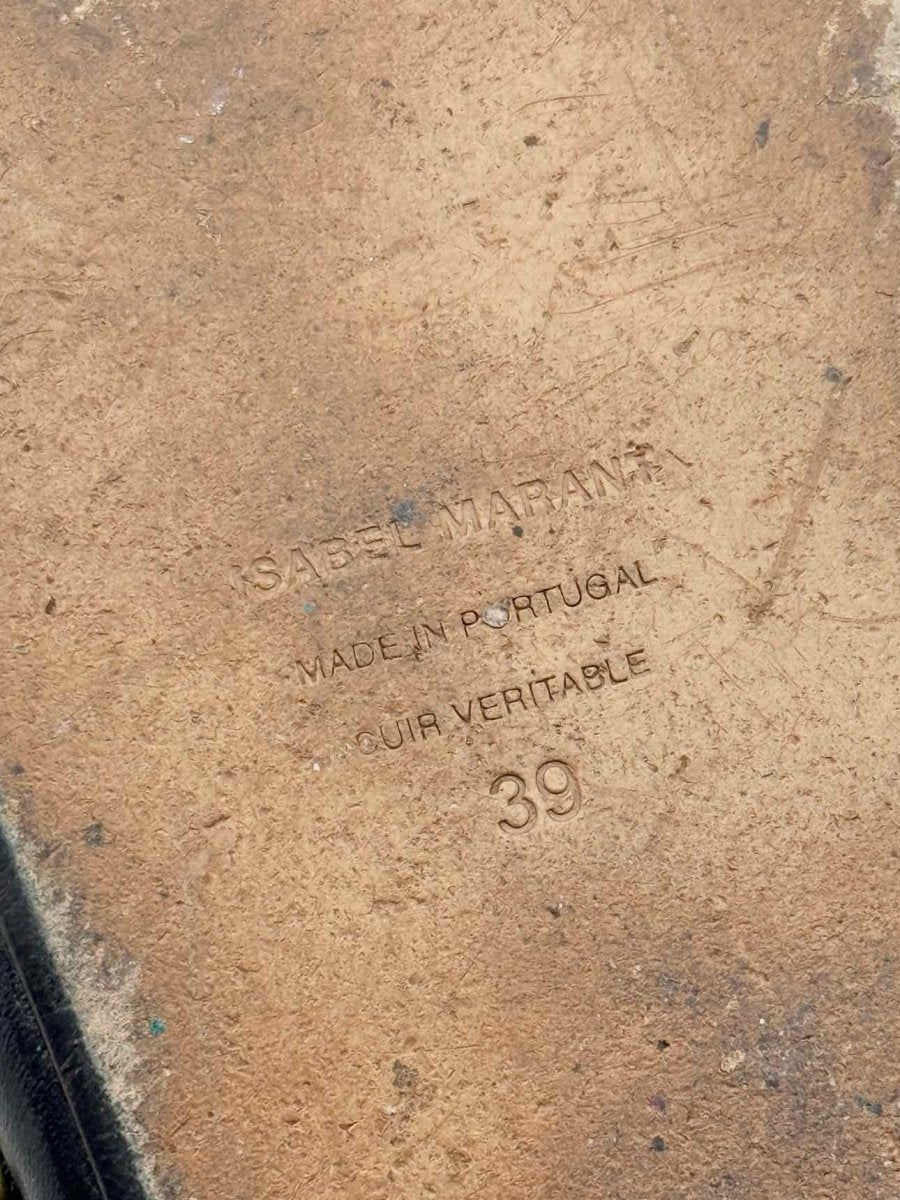 ISABEL MARANT
MADE IN PORTUGAL
CUIR VERITABLE
39